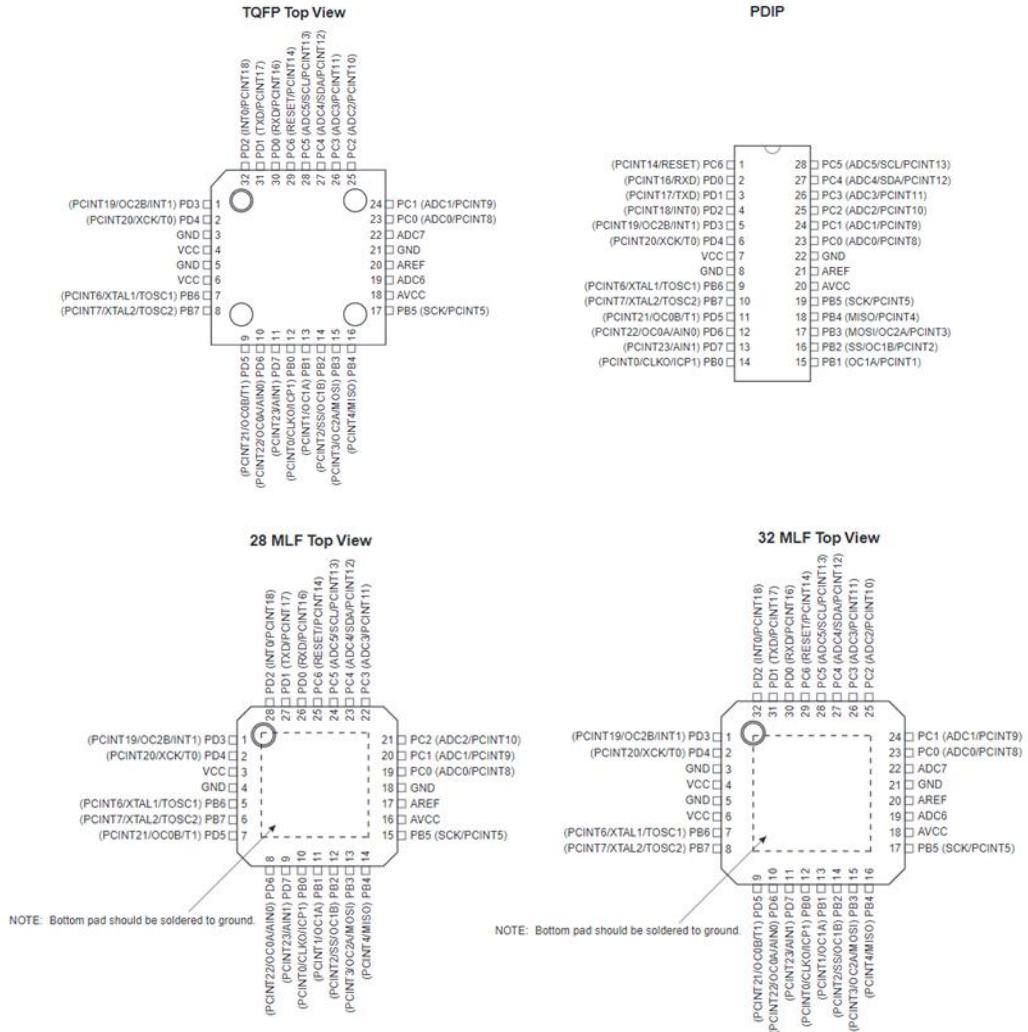 TQFP Top View
32 PD2 (INT0/PCINT18)
31 PD1 (TXD/PCINT17)
30 PD0 (RXD/PCINT16)
29 PC6 (RESET/PCINT14)
28 PC5 (ADC5/SCL/PCINT13)
27 PC4 (ADC4/SDA/PCINT12)
26 PC3 (ADC3/PCINT11)
25 PC2 (ADC2/PCINT10)
(PCINT19/OC2B/INT1) PD3 1
(PCINT20/XCK/T0) PD4 2
GND 3
VCC 4
GND 5
VCC 6
(PCINT6/XTAL1/TOSC1) PB6 7
(PCINT7/XTAL2/TOSC2) PB7 8
24 PC1 (ADC1/PCINT9)
23 PC0 (ADC0/PCINT8)
22 ADC7
21 GND
20 AREF
19 ADC6
18 AVCC
17 PB5 (SCK/PCINT5)
(PCINT21/OC0B/T1) PD5 9
(PCINT22/OC0A/AIN0) PD6 10
(PCINT23/AIN1) PD7 11
(PCINT0/CLKO/ICP1) PB0 12
(PCINT1/OC1A) PB1 13
(PCINT2/SS/OC1B) PB2 14
(PCINT3/OC2A/MOSI) PB3 15
(PCINT4/MISO) PB4 16
PDIP
(PCINT14/RESET) PC6 1
(PCINT16/RXD) PD0 2
(PCINT17/TXD) PD1 3
(PCINT18/INT0) PD2 4
(PCINT19/OC2B/INT1) PD3 5
(PCINT20/XCK/T0) PD4 6
VCC 7
GND 8
(PCINT6/XTAL1/TOSC1) PB6 9
(PCINT7/XTAL2/TOSC2) PB7 10
(PCINT21/OC0B/T1) PD5 11
(PCINT22/OC0A/AIN0) PD6 12
(PCINT23/AIN1) PD7 13
(PCINT0/CLKO/ICP1) PB0 14
28 PC5 (ADC5/SCL/PCINT13)
27 PC4 (ADC4/SDA/PCINT12)
26 PC3 (ADC3/PCINT11)
25 PC2 (ADC2/PCINT10)
24 PC1 (ADC1/PCINT9)
23 PC0 (ADC0/PCINT8)
22 GND
21 AREF
20 AVCC
19 PB5 (SCK/PCINT5)
18 PB4 (MISO/PCINT4)
17 PB3 (MOSI/OC2A/PCINT3)
16 PB2 (SS/OC1B/PCINT2)
15 PB1 (OC1A/PCINT1)
28 MLF Top View
28 PD2 (INT0/PCINT18)
27 PD1 (TXD/PCINT17)
26 PD0 (RXD/PCINT16)
25 PC6 (RESET/PCINT14)
24 PC5 (ADC5/SCL/PCINT13)
23 PC4 (ADC4/SDA/PCINT12)
22 PC3 (ADC3/PCINT11)
(PCINT19/OC2B/INT1) PD3 1
(PCINT20/XCK/T0) PD4 2
VCC 3
GND 4
(PCINT6/XTAL1/TOSC1) PB6 5
(PCINT7/XTAL2/TOSC2) PB7 6
(PCINT21/OC0B/T1) PD5 7
21 PC2 (ADC2/PCINT10)
20 PC1 (ADC1/PCINT9)
19 PC0 (ADC0/PCINT8)
18 GND
17 AREF
16 AVCC
15 PB5 (SCK/PCINT5)
(PCINT22/OC0A/AIN0) PD6 8
(PCINT23/AIN1) PD7 9
(PCINT0/CLKO/ICP1) PB0 10
(PCINT1/OC1A) PB1 11
(PCINT2/SS/OC1B) PB2 12
(PCINT3/OC2A/MOSI) PB3 13
(PCINT4/MISO) PB4 14
NOTE: Bottom pad should be soldered to ground.
32 MLF Top View
32 PD2 (INT0/PCINT18)
31 PD1 (TXD/PCINT17)
30 PD0 (RXD/PCINT16)
29 PC6 (RESET/PCINT14)
28 PC5 (ADC5/SCL/PCINT13)
27 PC4 (ADC4/SDA/PCINT12)
26 PC3 (ADC3/PCINT11)
25 PC2 (ADC2/PCINT10)
(PCINT19/OC2B/INT1) PD3 1
(PCINT20/XCK/T0) PD4 2
GND 3
VCC 4
GND 5
VCC 6
(PCINT6/XTAL1/TOSC1) PB6 7
(PCINT7/XTAL2/TOSC2) PB7 8
24 PC1 (ADC1/PCINT9)
23 PC0 (ADC0/PCINT8)
22 ADC7
21 GND
20 AREF
19 ADC6
18 AVCC
17 PB5 (SCK/PCINT5)
(PCINT21/OC0B/T1) PD5 9
(PCINT22/OC0A/AIN0) PD6 10
(PCINT23/AIN1) PD7 11
(PCINT0/CLKO/ICP1) PB0 12
(PCINT1/OC1A) PB1 13
(PCINT2/SS/OC1B) PB2 14
(PCINT3/OC2A/MOSI) PB3 15
(PCINT4/MISO) PB4 16
NOTE: Bottom pad should be soldered to ground.